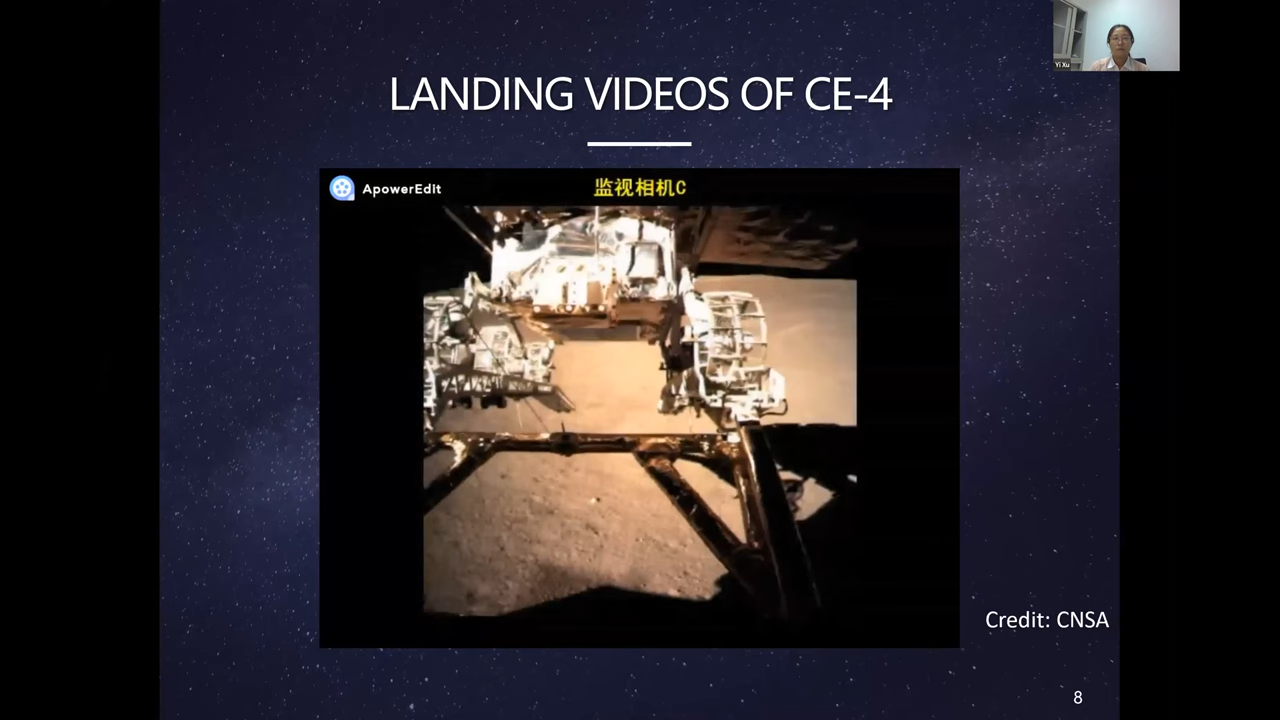 Yi Xu
LANDING VIDEOS OF CE-4
ApowerEdit
监视相机C
Credit: CNSA
8